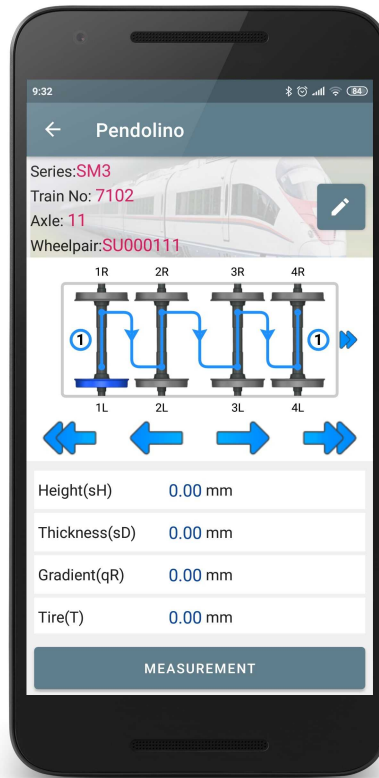 9:32 84
Pendolino
Series:SM3
Train No: 7102
Axle: 11
Wheelpair:SU000111
1R 2R 3R 4R
1 1
1L 2L 3L 4L
Height(sH) 0.00 mm
Thickness(sD) 0.00 mm
Gradient(qR) 0.00 mm
Tire(T) 0.00 mm
MEASUREMENT